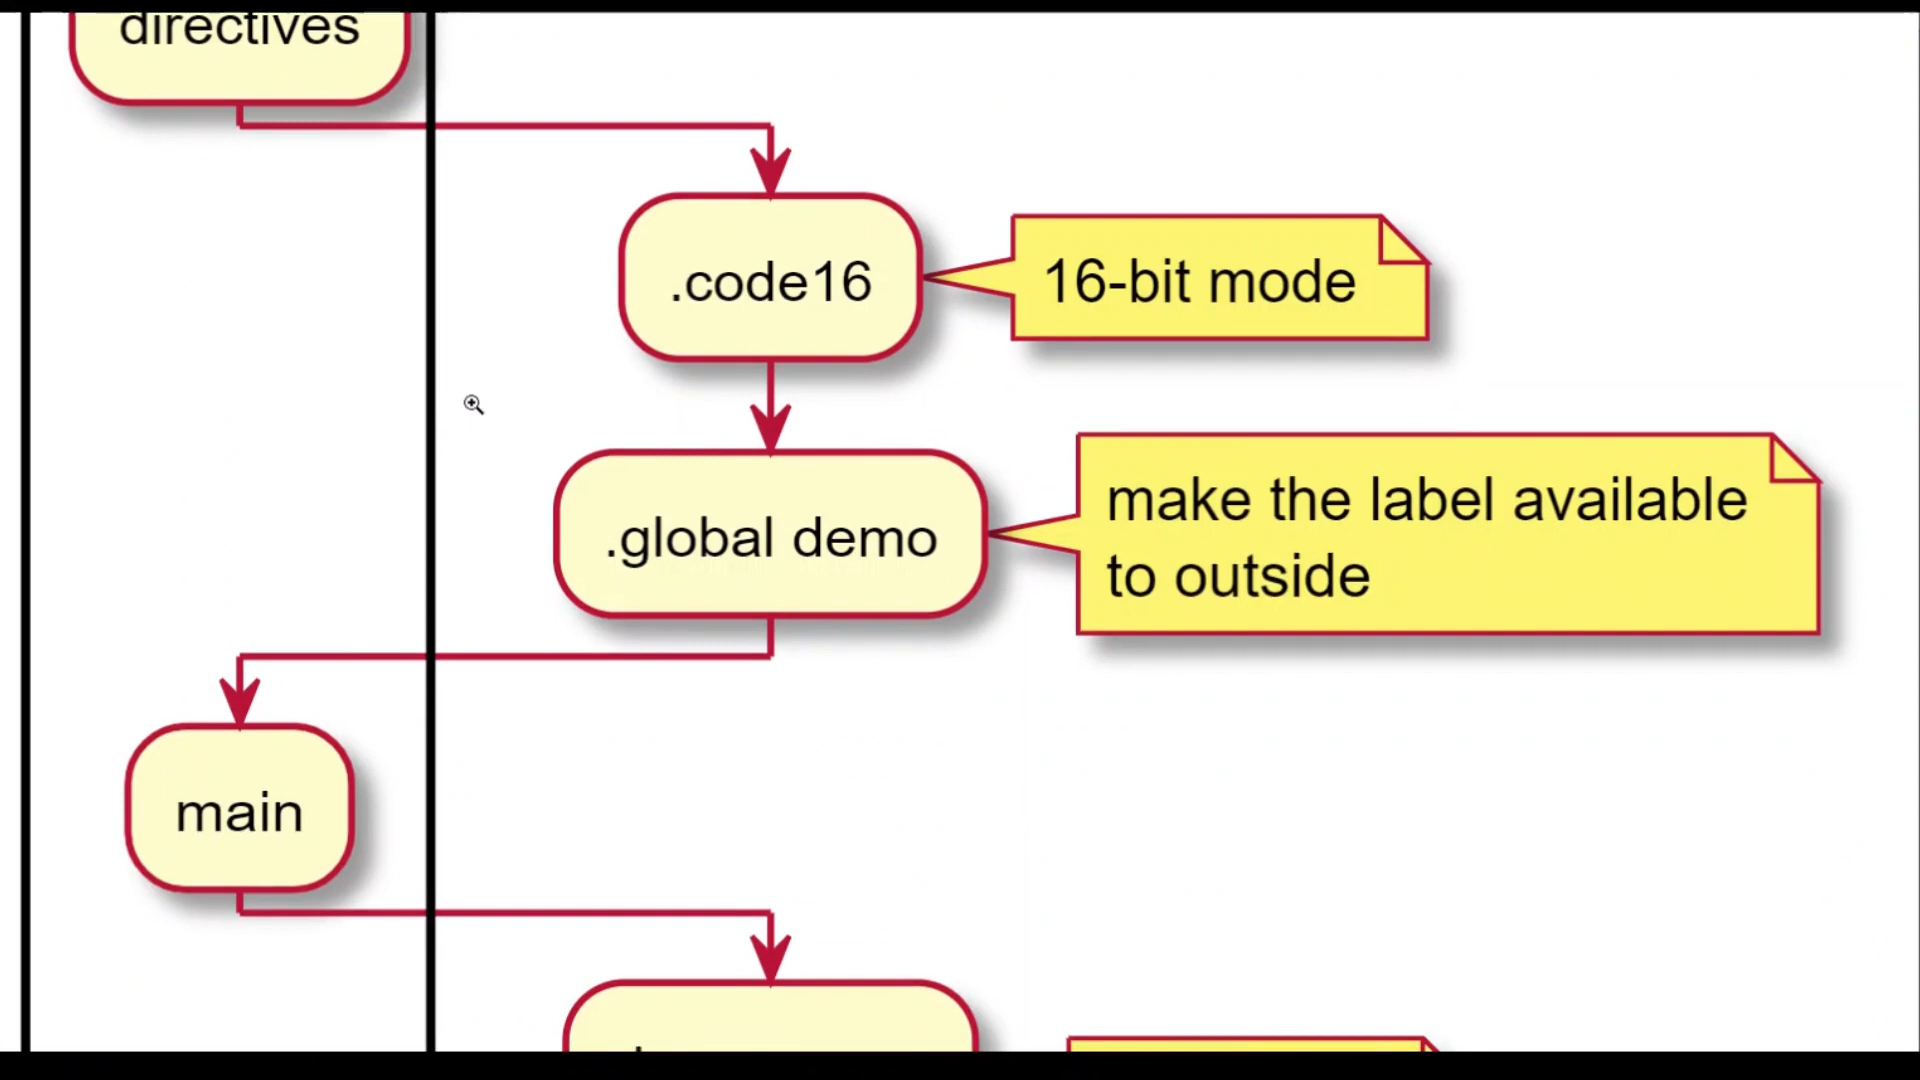 directives
.code16
16-bit mode
.global demo
make the label available
to outside
main